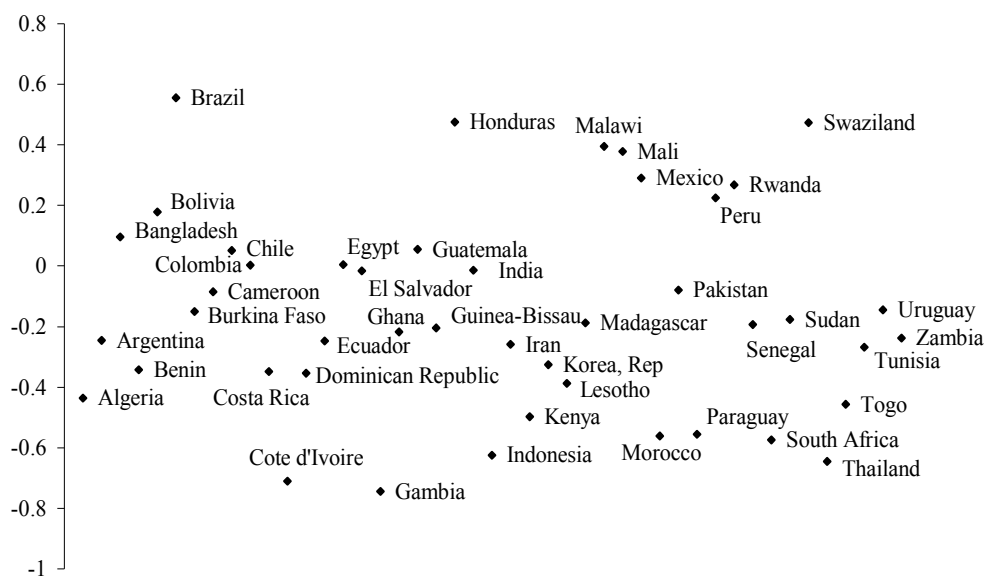 0.8
0.6
Brazil
Honduras
Swaziland
Malawi
0.4
Mali
Mexico
Rwanda
Bolivia
0.2
Peru
Bangladesh
Chile
Egypt
Guatemala
0
Colombia
India
El Salvador
Cameroon
Pakistan
Burkina Faso
Ghana
Guinea-Bissau
Madagascar
Sudan
Uruguay
-0.2
Argentina
Ecuador
Iran
Senegal
Zambia
Tunisia
Benin
Dominican Republic
Korea, Rep
Lesotho
-0.4
Algeria
Costa Rica
Togo
Kenya
Paraguay
Cote d'Ivoire
Indonesia
Morocco
South Africa
-0.6
Thailand
Gambia
-0.8
-1